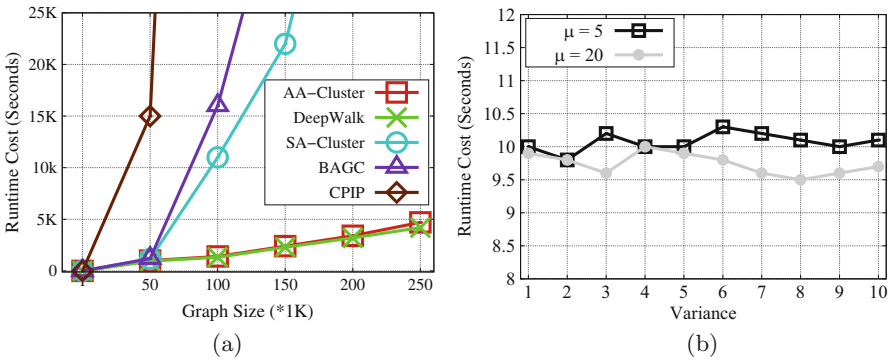 25K
20K
15K
10K
5K
0
1
50
100
150
200
250
Runtime Cost (Seconds)
Graph Size (*1K)
AA-Cluster
DeepWalk
SA-Cluster
BAGC
CPIP
(a)
12
11.5
11
10.5
10
9.5
9
8.5
8
1
2
3
4
5
6
7
8
9
10
Runtime Cost (Seconds)
Variance
μ = 5
μ = 20
(b)